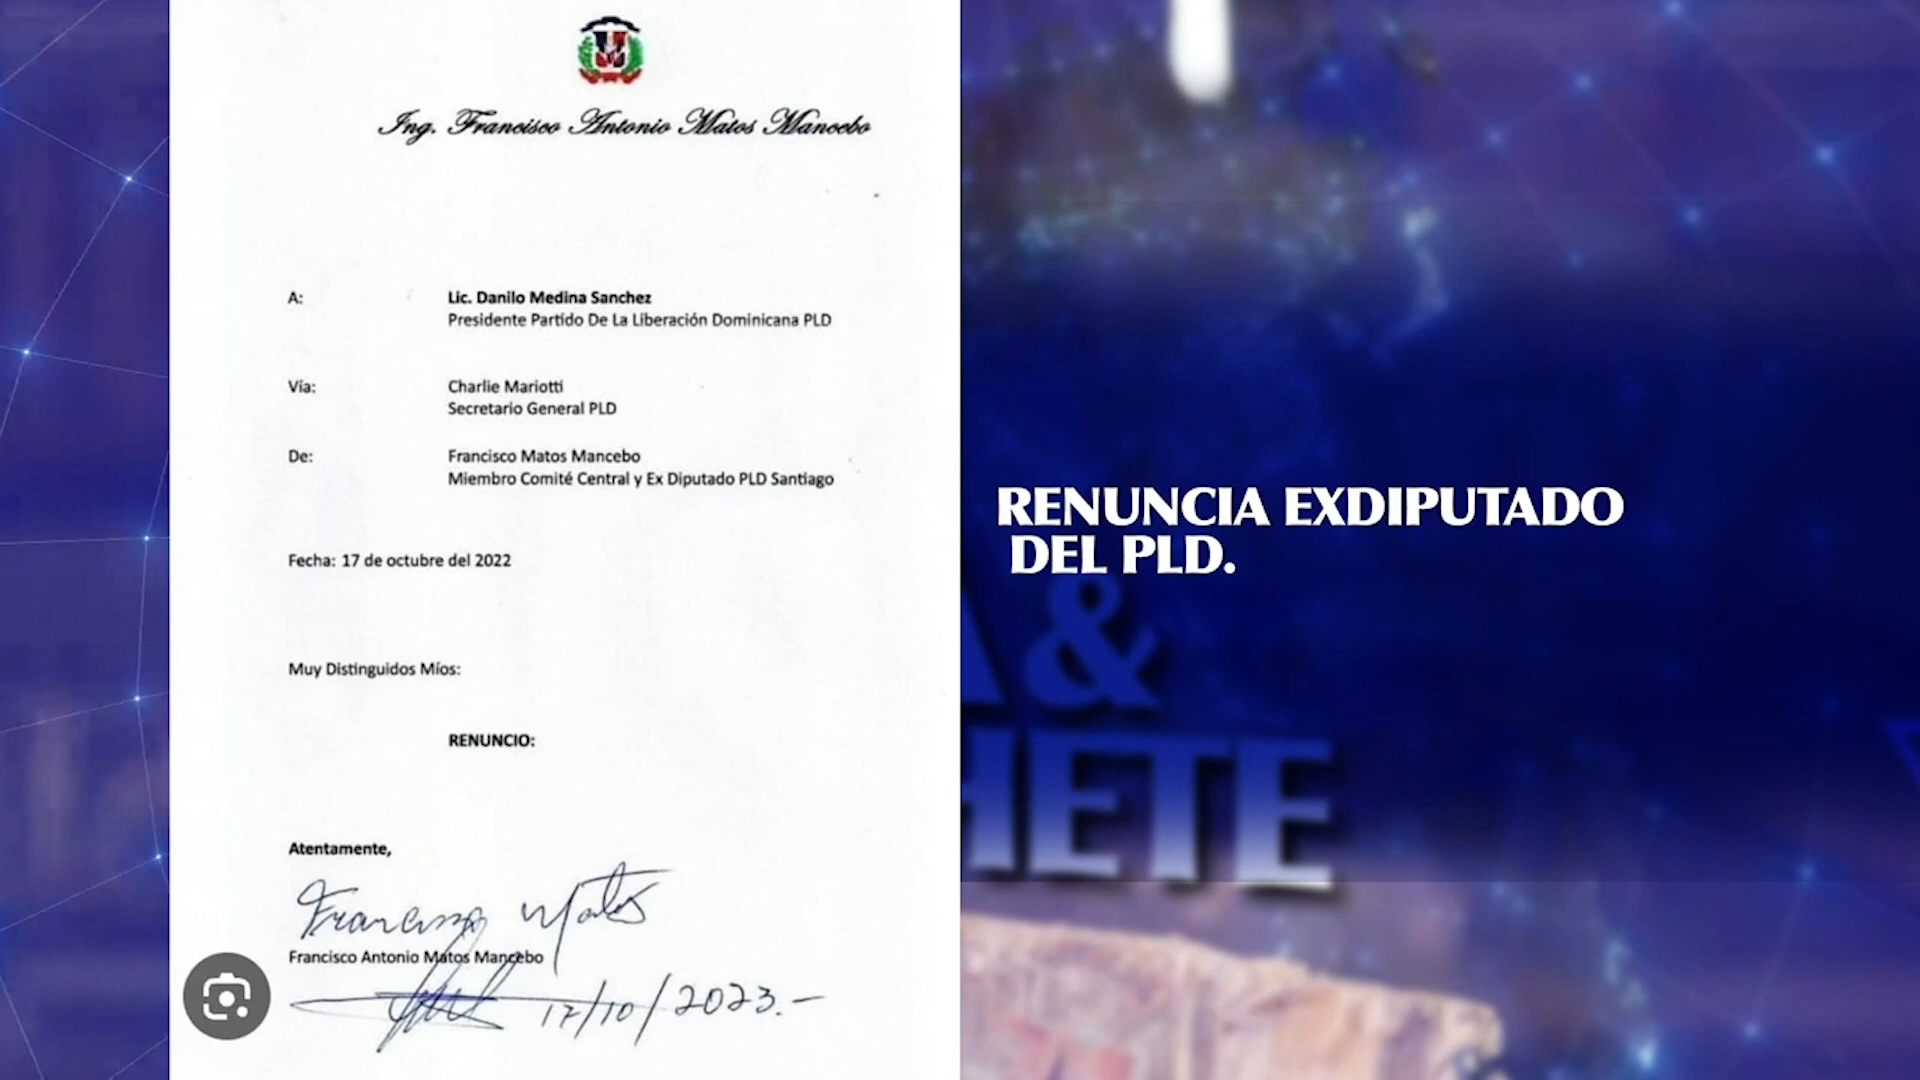 Ing. Francisco Antonio Matos Mancebo
A: Lic. Danilo Medina Sanchez
Presidente Partido De La Liberación Dominicana PLD
Vía: Charlie Mariotti
Secretario General PLD
De: Francisco Matos Mancebo
Miembro Comité Central y Ex Diputado PLD Santiago
Fecha: 17 de octubre del 2022
Muy Distinguidos Míos:
RENUNCIO:
Atentamente,
Francisco Matos
Francisco Antonio Matos Mancebo
17/10/2023.-
RENUNCIA EXDIPUTADO
DEL PLD.
&
HETE